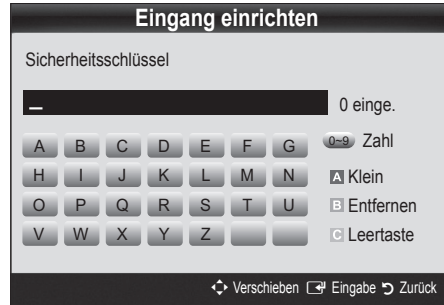 Eingang einrichten
Sicherheitsschlüssel
_ 0 einge.
A B C D E F G 0~9 Zahl
H I J K L M N A Klein
O P Q R S T U B Entfernen
V W X Y Z C Leertaste
Verschieben Eingabe Zurück